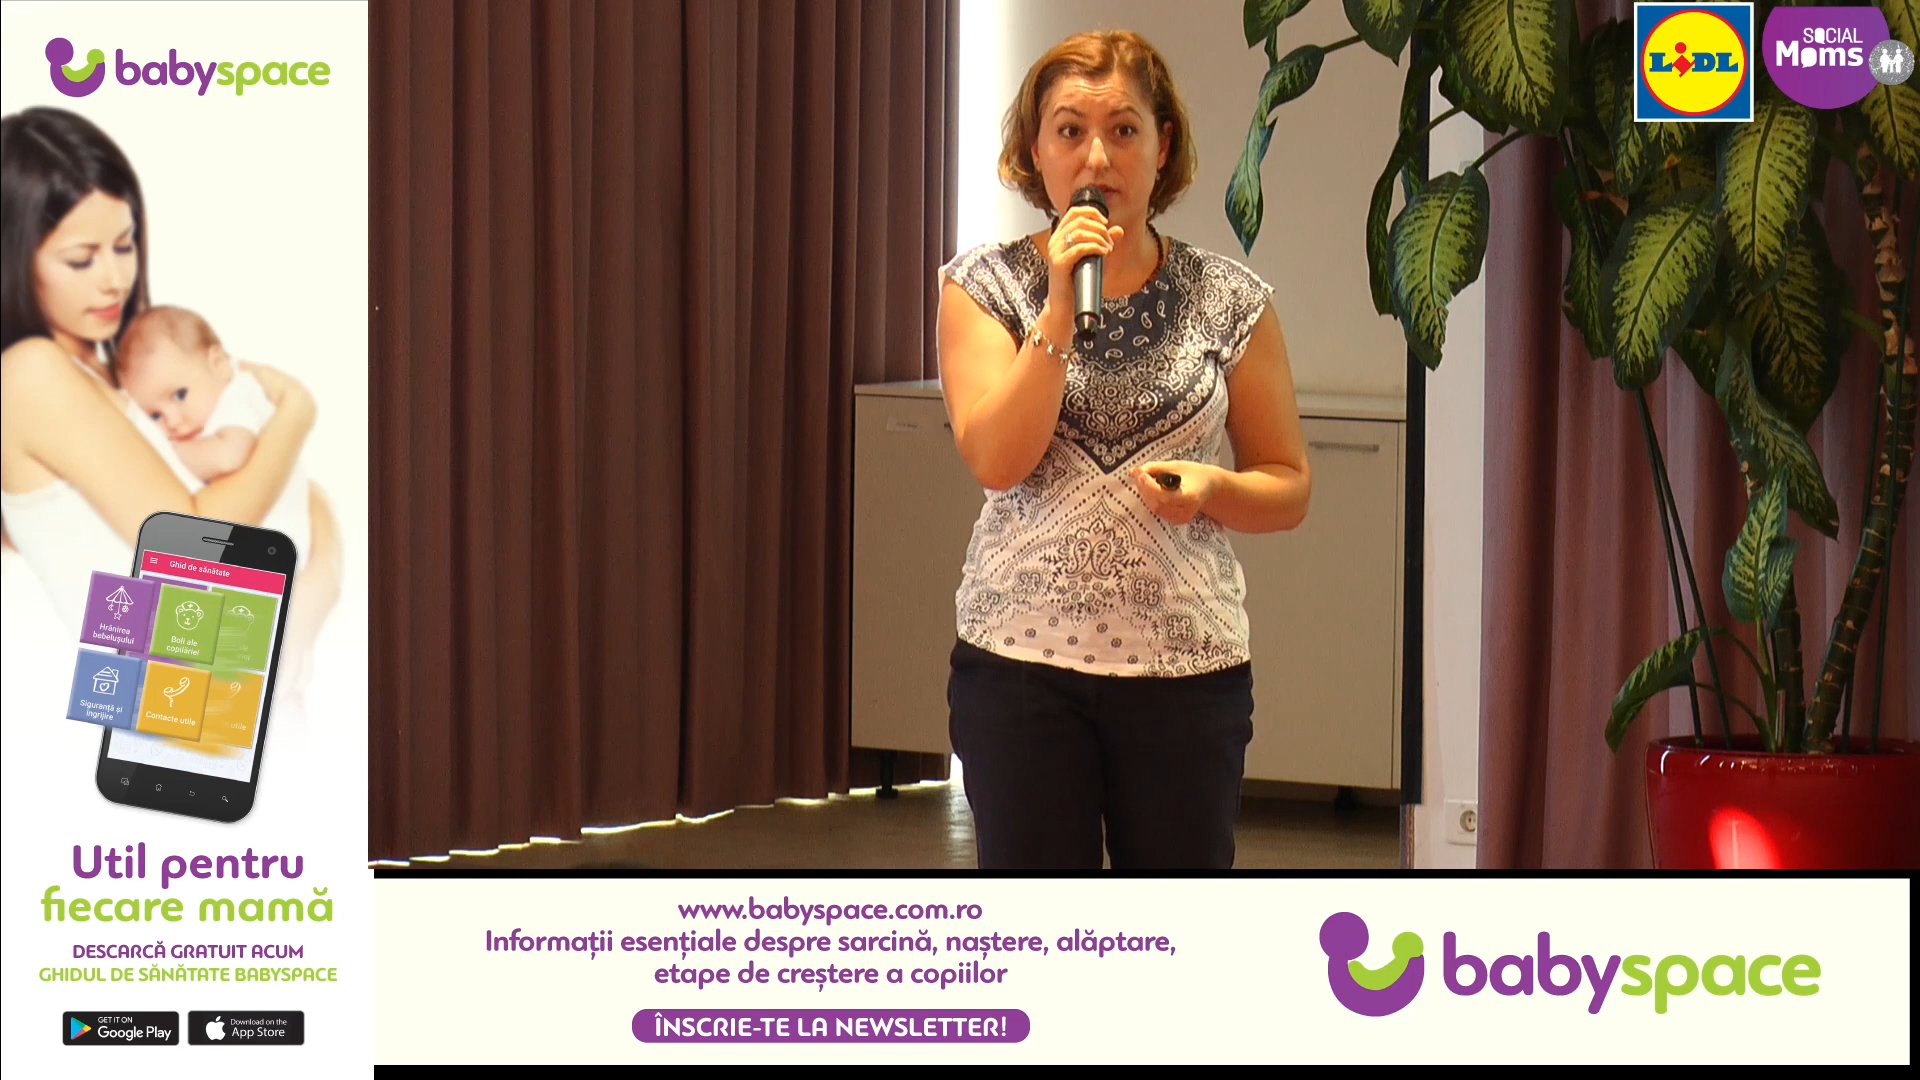 babyspace
LIDL
SOCIAL
Moms
Ghid de sănătate
Hrănirea
bebelușului
Boli ale
copilăriei
Siguranță și
îngrijire
Contacte utile
utile
Util pentru
fiecare mamă
DESCARCĂ GRATUIT ACUM
GHIDUL DE SĂNĂTATE BABYSPACE
GET IT ON
Google Play
Download on the
App Store
www.babyspace.com.ro
Informații esențiale despre sarcină, naștere, alăptare,
etape de creștere a copiilor
ÎNSCRIE-TE LA NEWSLETTER!
babyspace